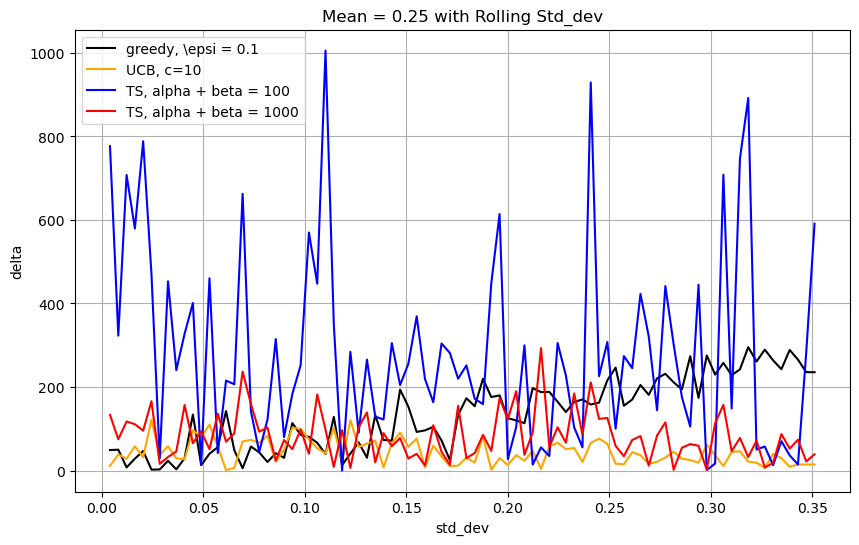 Mean = 0.25 with Rolling Std_dev
greedy, \epsi = 0.1
UCB, c=10
TS, alpha + beta = 100
TS, alpha + beta = 1000
delta
1000
800
600
400
200
0
0.00 0.05 0.10 0.15 0.20 0.25 0.30 0.35
std_dev